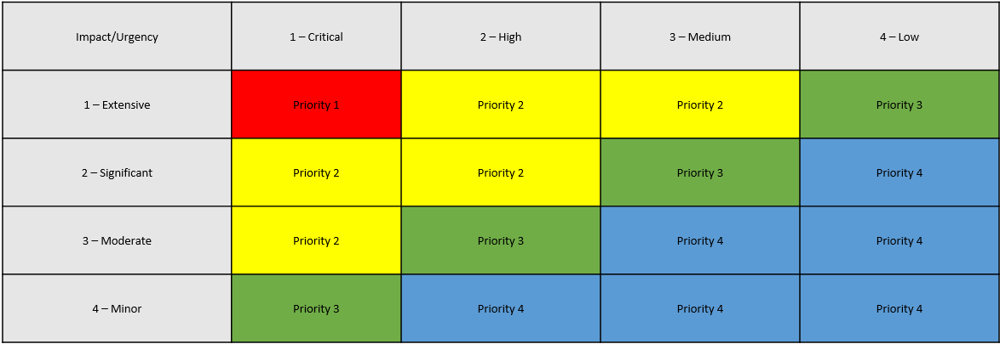 Impact/Urgency 1 – Critical 2 – High 3 – Medium 4 – Low
1 – Extensive Priority 1 Priority 2 Priority 2 Priority 3
2 – Significant Priority 2 Priority 2 Priority 3 Priority 4
3 – Moderate Priority 2 Priority 3 Priority 4 Priority 4
4 – Minor Priority 3 Priority 4 Priority 4 Priority 4